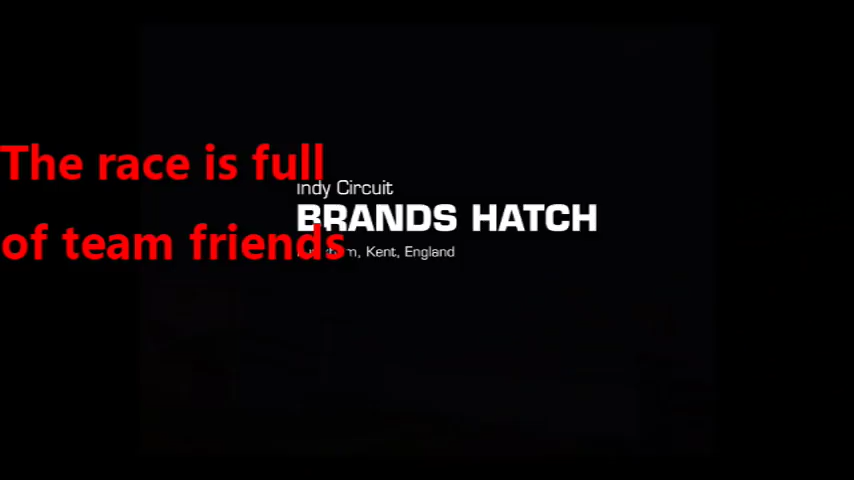 The race is full
of team friends
Indy Circuit
BRANDS HATCH
Kent, England